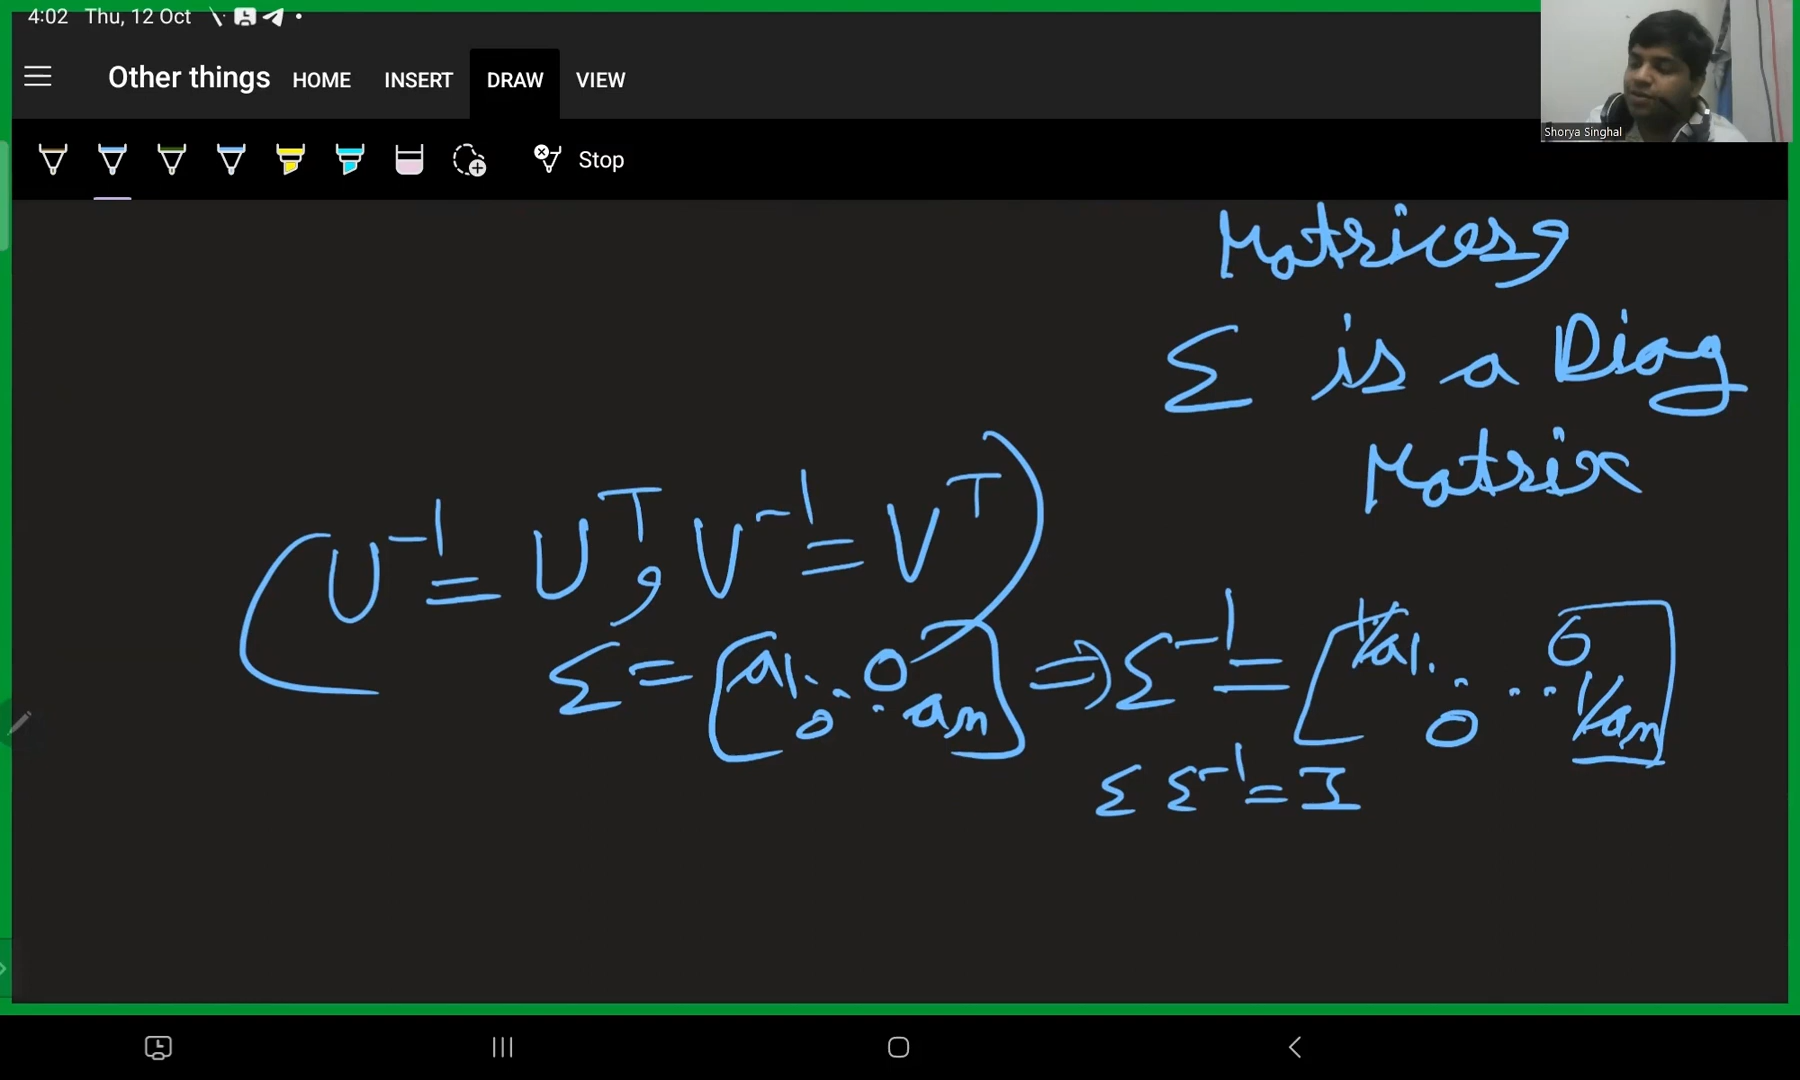 4:02 Thu, 12 Oct
Other things HOME INSERT DRAW VIEW
Shorya Singhal
Stop
Matrices,
Σ is a Diag
Matrix
(U⁻¹ = Uᵀ, V⁻¹ = Vᵀ)
Σ = [a₁ ⋱ 0 0 ⋱ aₙ] ⇒ Σ⁻¹ = [1/a₁ ⋱ 0 0 ⋱ 1/aₙ]
Σ Σ⁻¹ = I